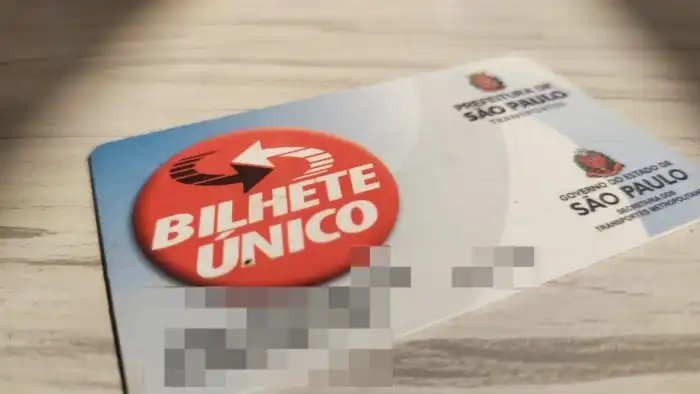 BILHETE
ÚNICO
PREFEITURA DE
SÃO PAULO
TRANSPORTES
GOVERNO DO ESTADO DE
SÃO PAULO
SECRETARIA DOS
TRANSPORTES METROPOLITANOS